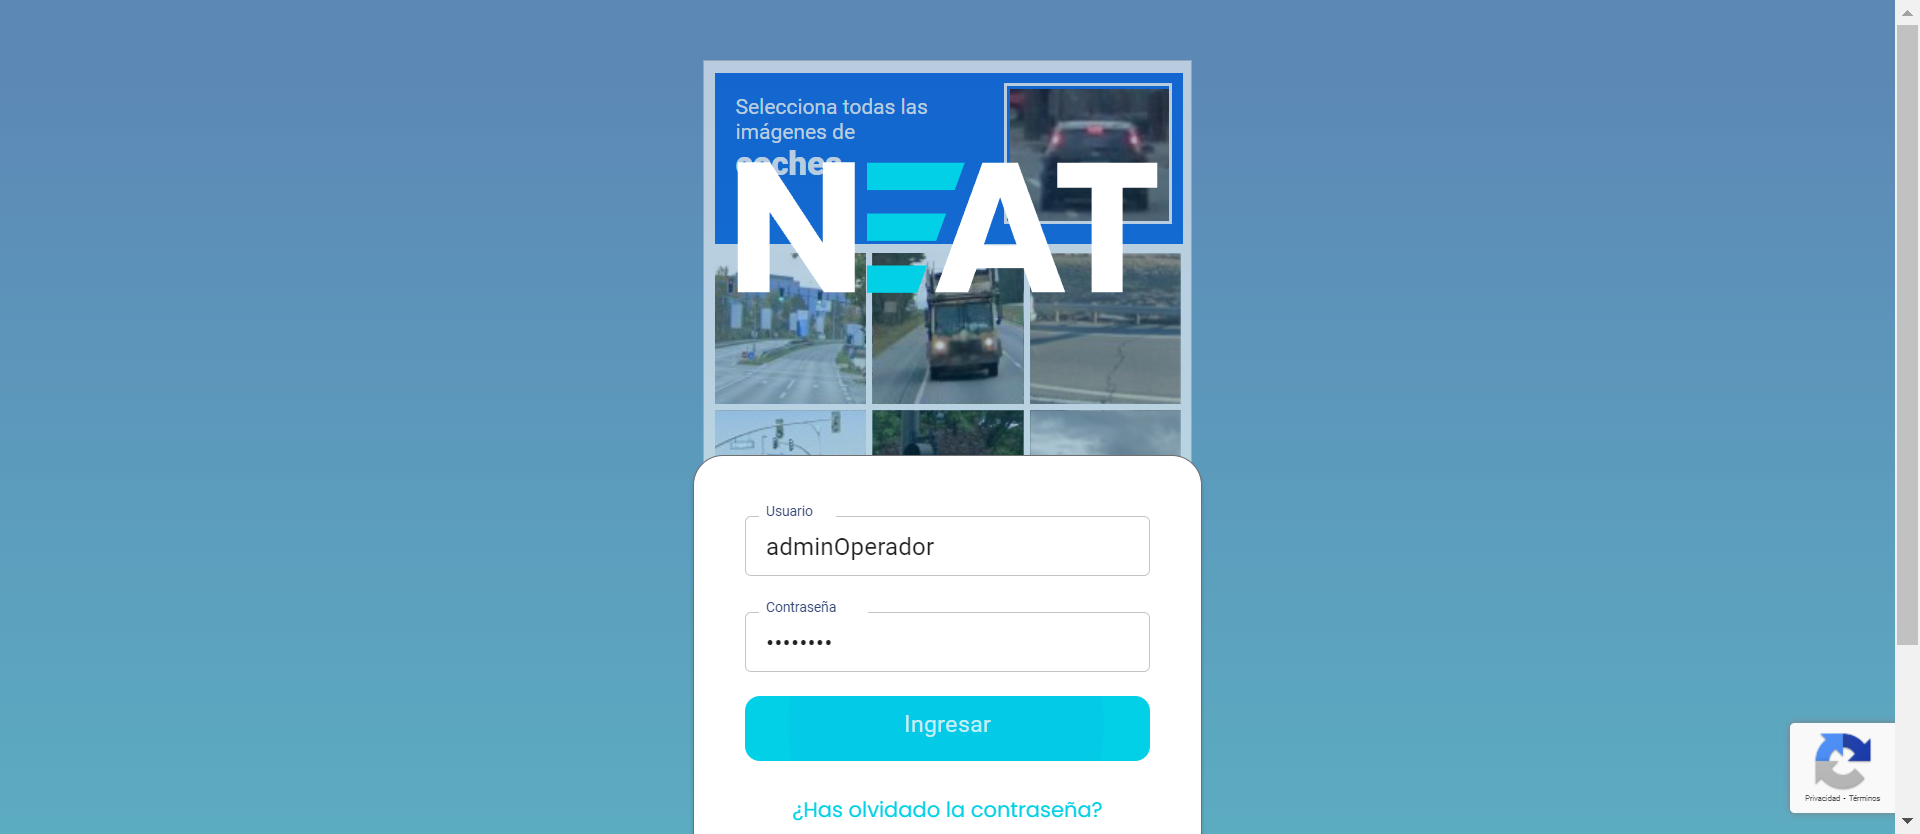 Selecciona todas las
imágenes de
coches
NEAT
Usuario
adminOperador
Contraseña
••••••••
Ingresar
¿Has olvidado la contraseña?
Privacidad - Términos